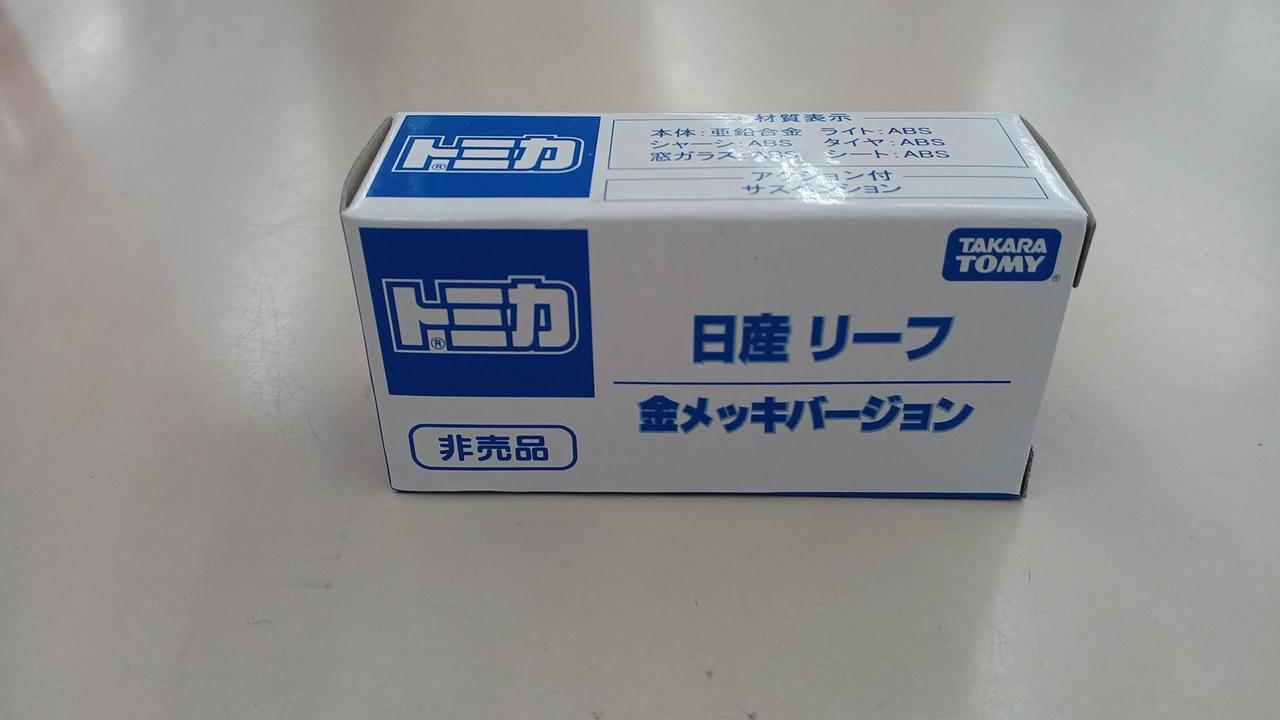 トミカ®
材質表示
本体:亜鉛合金 ライト:ABS
シャーシ:ABS タイヤ:ABS
窓ガラス:ABS シート:ABS
アクション付
サスペンション
TAKARA
TOMY®
トミカ®
日産 リーフ
金メッキバージョン
非売品